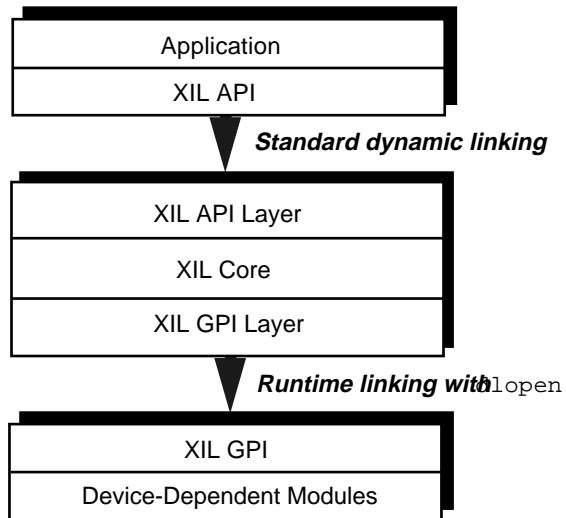 Application
XIL API
Standard dynamic linking
XIL API Layer
XIL Core
XIL GPI Layer
Runtime linking with dlopen
XIL GPI
Device-Dependent Modules